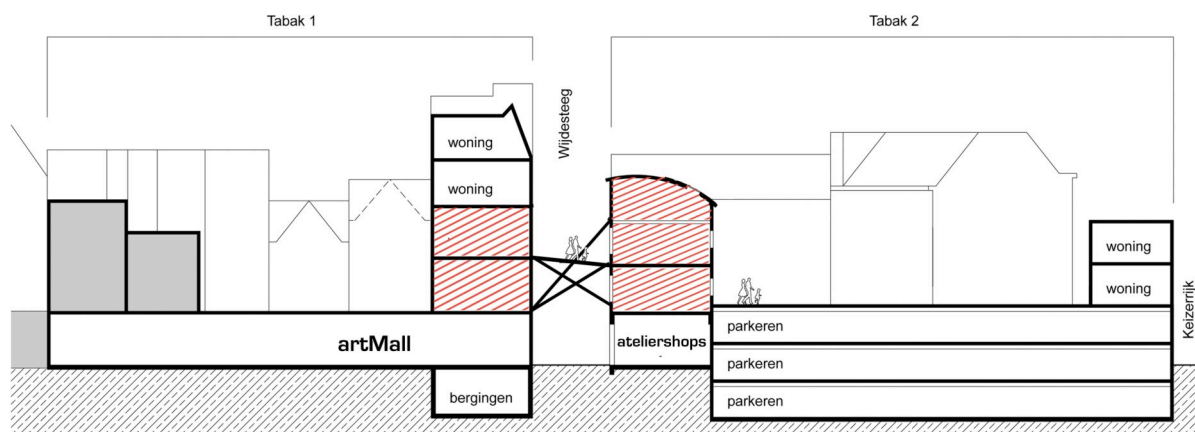 Tabak 1
Tabak 2
Wijdesteeg
woning
woning
woning
woning
Keizerrijk
artMall
ateliershops
parkeren
parkeren
parkeren
bergingen